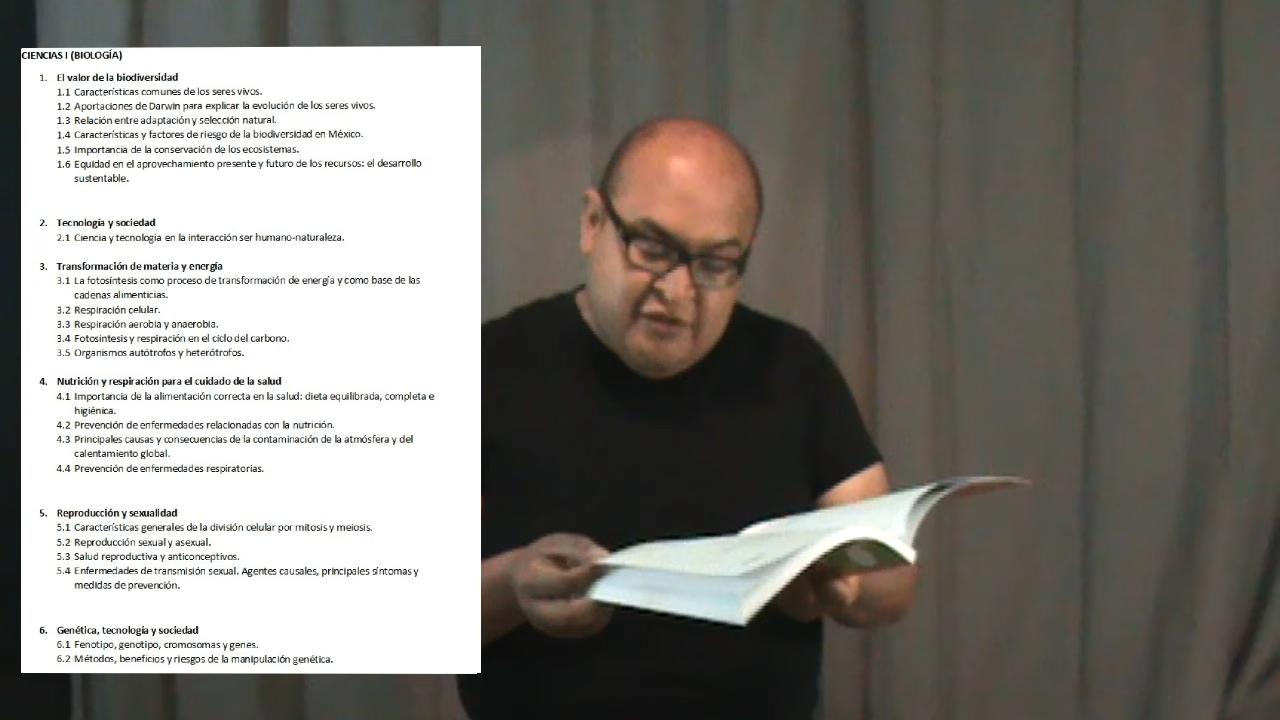 CIENCIAS I (BIOLOGÍA)
1. El valor de la biodiversidad
1.1 Características comunes de los seres vivos.
1.2 Aportaciones de Darwin para explicar la evolución de los seres vivos.
1.3 Relación entre adaptación y selección natural.
1.4 Características y factores de riesgo de la biodiversidad en México.
1.5 Importancia de la conservación de los ecosistemas.
1.6 Equidad en el aprovechamiento presente y futuro de los recursos: el desarrollo
sustentable.
2. Tecnología y sociedad
2.1 Ciencia y tecnología en la interacción ser humano-naturaleza.
3. Transformación de materia y energía
3.1 La fotosíntesis como proceso de transformación de energía y como base de las
cadenas alimenticias.
3.2 Respiración celular.
3.3 Respiración aerobia y anaerobia.
3.4 Fotosíntesis y respiración en el ciclo del carbono.
3.5 Organismos autótrofos y heterótrofos.
4. Nutrición y respiración para el cuidado de la salud
4.1 Importancia de la alimentación correcta en la salud: dieta equilibrada, completa e
higiénica.
4.2 Prevención de enfermedades relacionadas con la nutrición.
4.3 Principales causas y consecuencias de la contaminación de la atmósfera y del
calentamiento global.
4.4 Prevención de enfermedades respiratorias.
5. Reproducción y sexualidad
5.1 Características generales de la división celular por mitosis y meiosis.
5.2 Reproducción sexual y asexual.
5.3 Salud reproductiva y anticonceptivos.
5.4 Enfermedades de transmisión sexual. Agentes causales, principales síntomas y
medidas de prevención.
6. Genética, tecnología y sociedad
6.1 Fenotipo, genotipo, cromosomas y genes.
6.2 Métodos, beneficios y riesgos de la manipulación genética.